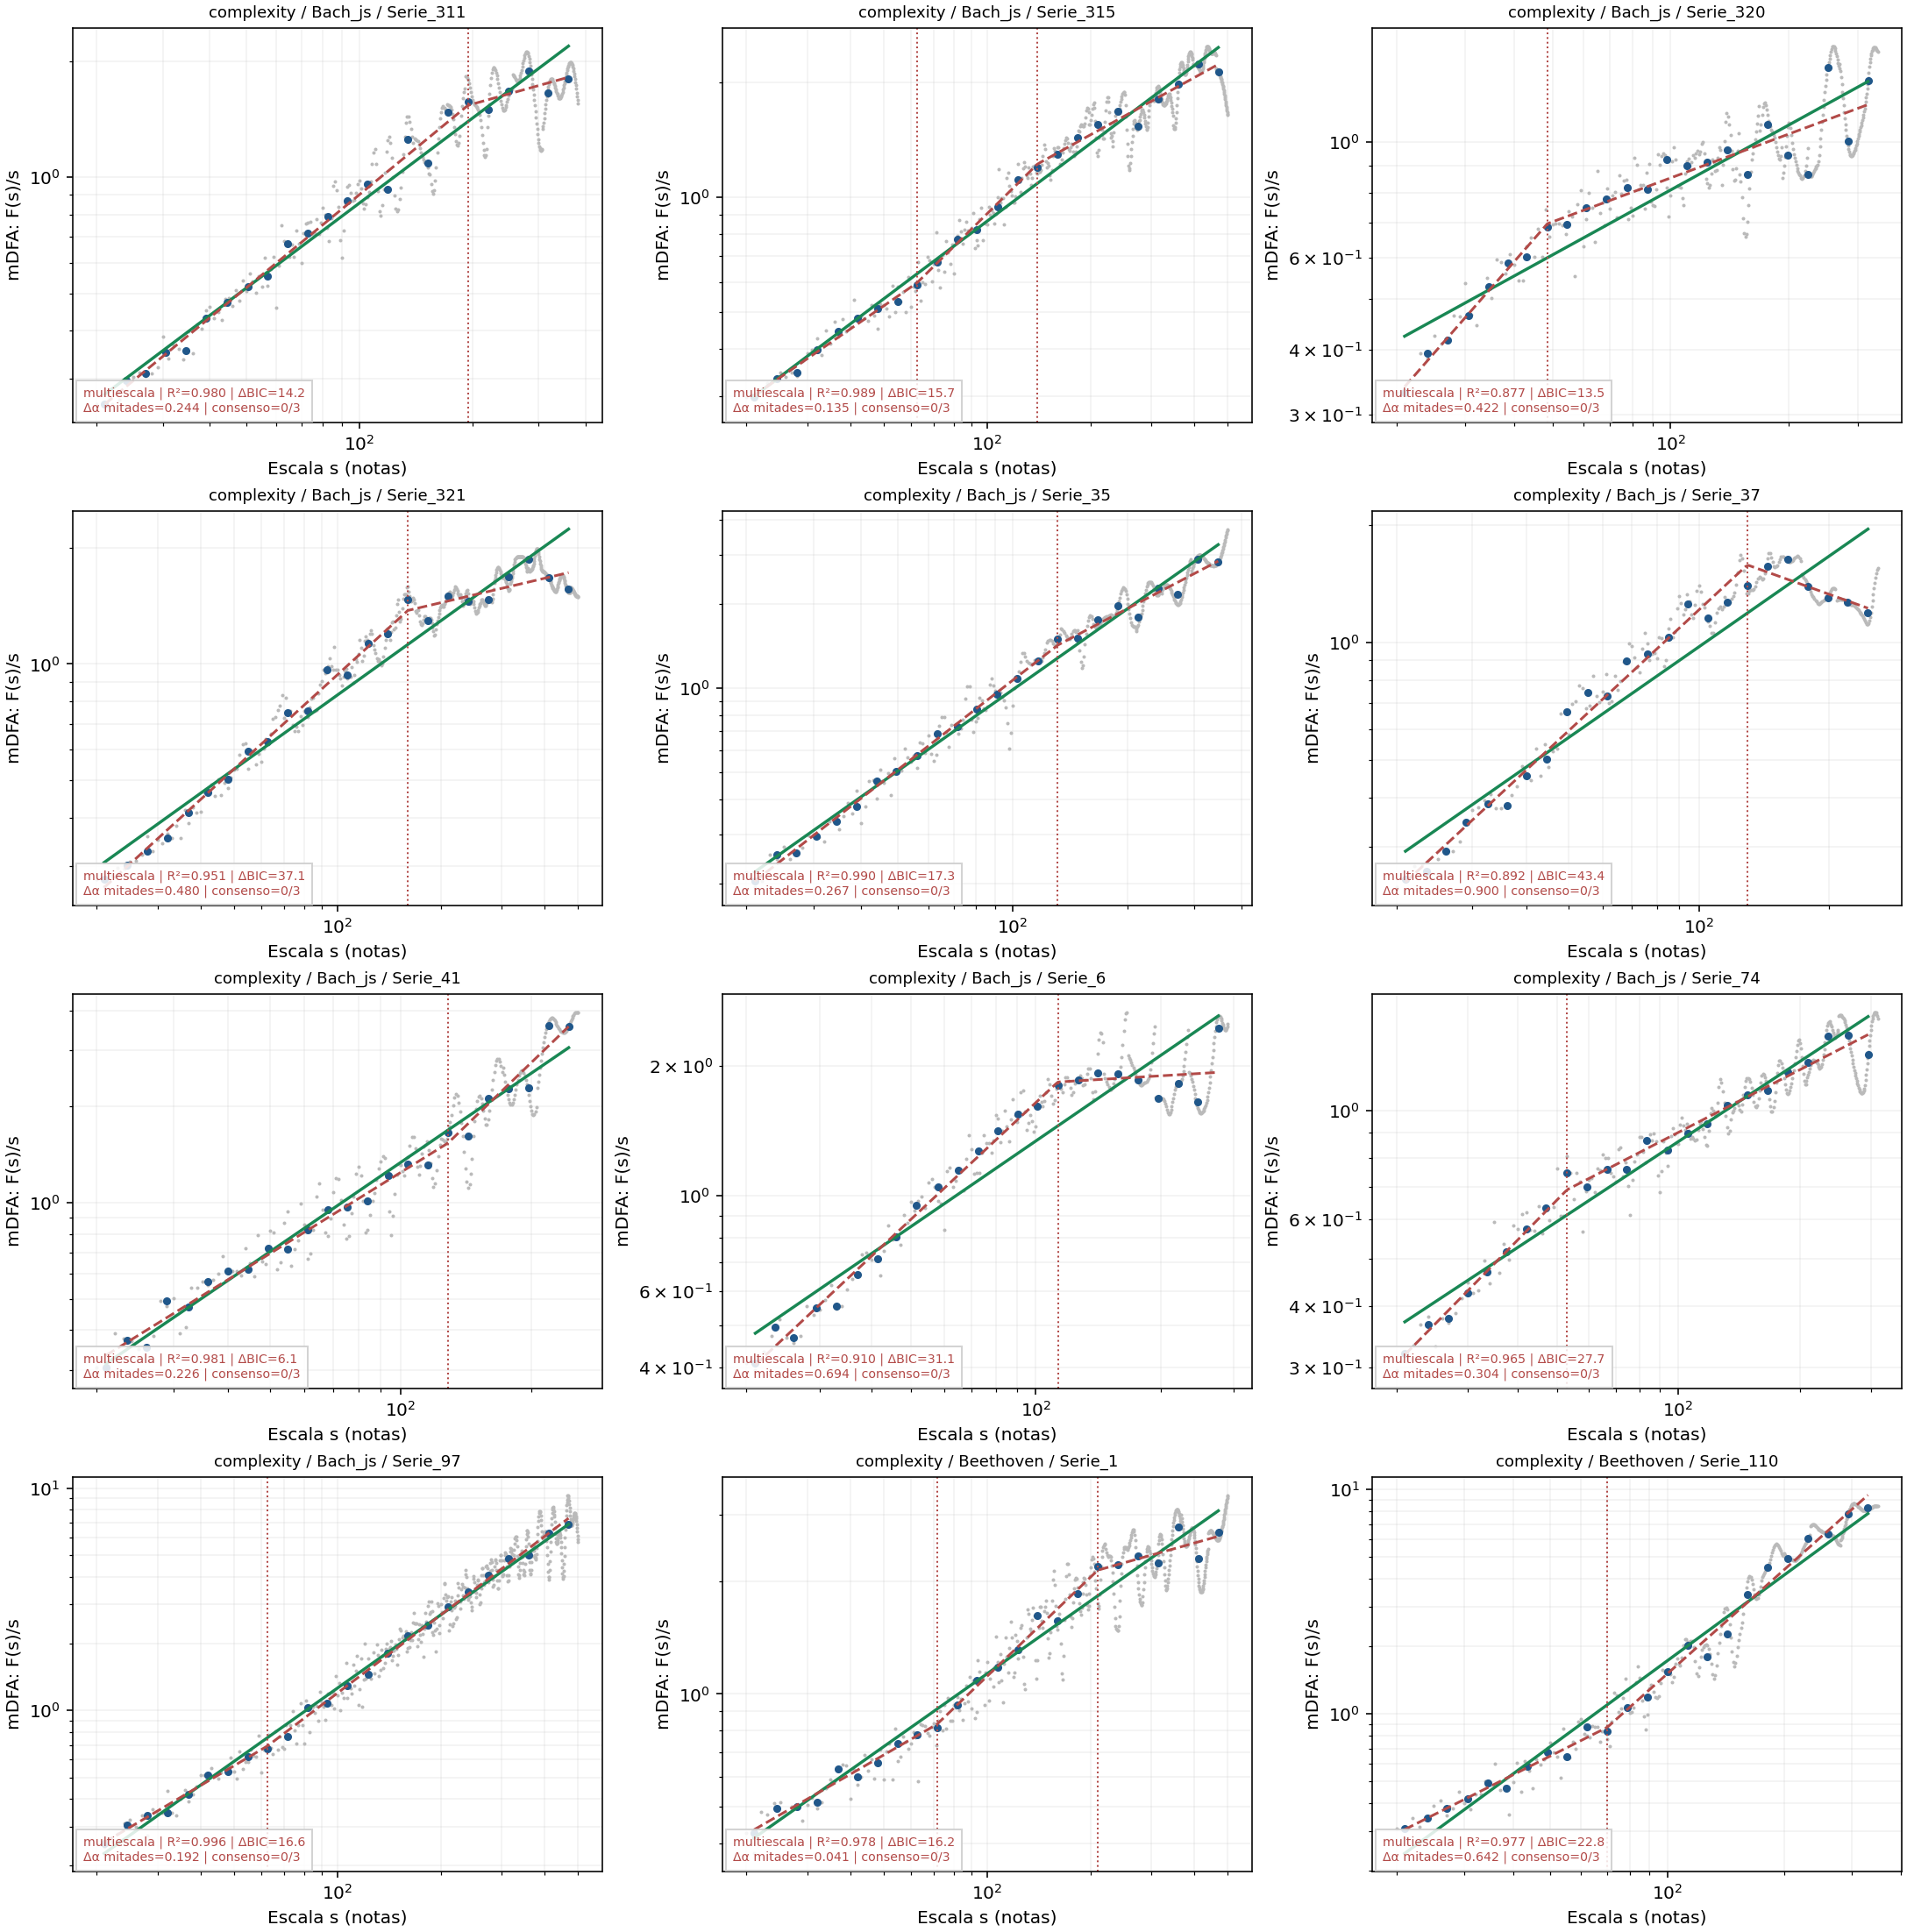 complexity / Bach_js / Serie_311
mDFA: F(s)/s
10⁰
multiescala | R²=0.980 | ΔBIC=14.2
Δα mitades=0.244 | consenso=0/3
10²
Escala s (notas)
complexity / Bach_js / Serie_315
mDFA: F(s)/s
10⁰
multiescala | R²=0.989 | ΔBIC=15.7
Δα mitades=0.135 | consenso=0/3
10²
Escala s (notas)
complexity / Bach_js / Serie_320
mDFA: F(s)/s
10⁰
6 × 10⁻¹
4 × 10⁻¹
3 × 10⁻¹
multiescala | R²=0.877 | ΔBIC=13.5
Δα mitades=0.422 | consenso=0/3
10²
Escala s (notas)
complexity / Bach_js / Serie_321
mDFA: F(s)/s
10⁰
multiescala | R²=0.951 | ΔBIC=37.1
Δα mitades=0.480 | consenso=0/3
10²
Escala s (notas)
complexity / Bach_js / Serie_35
mDFA: F(s)/s
10⁰
multiescala | R²=0.990 | ΔBIC=17.3
Δα mitades=0.267 | consenso=0/3
10²
Escala s (notas)
complexity / Bach_js / Serie_37
mDFA: F(s)/s
10⁰
multiescala | R²=0.892 | ΔBIC=43.4
Δα mitades=0.900 | consenso=0/3
10²
Escala s (notas)
complexity / Bach_js / Serie_41
mDFA: F(s)/s
10⁰
multiescala | R²=0.981 | ΔBIC=6.1
Δα mitades=0.226 | consenso=0/3
10²
Escala s (notas)
complexity / Bach_js / Serie_6
mDFA: F(s)/s
2 × 10⁰
10⁰
6 × 10⁻¹
4 × 10⁻¹
multiescala | R²=0.910 | ΔBIC=31.1
Δα mitades=0.694 | consenso=0/3
10²
Escala s (notas)
complexity / Bach_js / Serie_74
mDFA: F(s)/s
10⁰
6 × 10⁻¹
4 × 10⁻¹
3 × 10⁻¹
multiescala | R²=0.965 | ΔBIC=27.7
Δα mitades=0.304 | consenso=0/3
10²
Escala s (notas)
complexity / Bach_js / Serie_97
mDFA: F(s)/s
10¹
10⁰
multiescala | R²=0.996 | ΔBIC=16.6
Δα mitades=0.192 | consenso=0/3
10²
Escala s (notas)
complexity / Beethoven / Serie_1
mDFA: F(s)/s
10⁰
multiescala | R²=0.978 | ΔBIC=16.2
Δα mitades=0.041 | consenso=0/3
10²
Escala s (notas)
complexity / Beethoven / Serie_110
mDFA: F(s)/s
10¹
10⁰
multiescala | R²=0.977 | ΔBIC=22.8
Δα mitades=0.642 | consenso=0/3
10²
Escala s (notas)